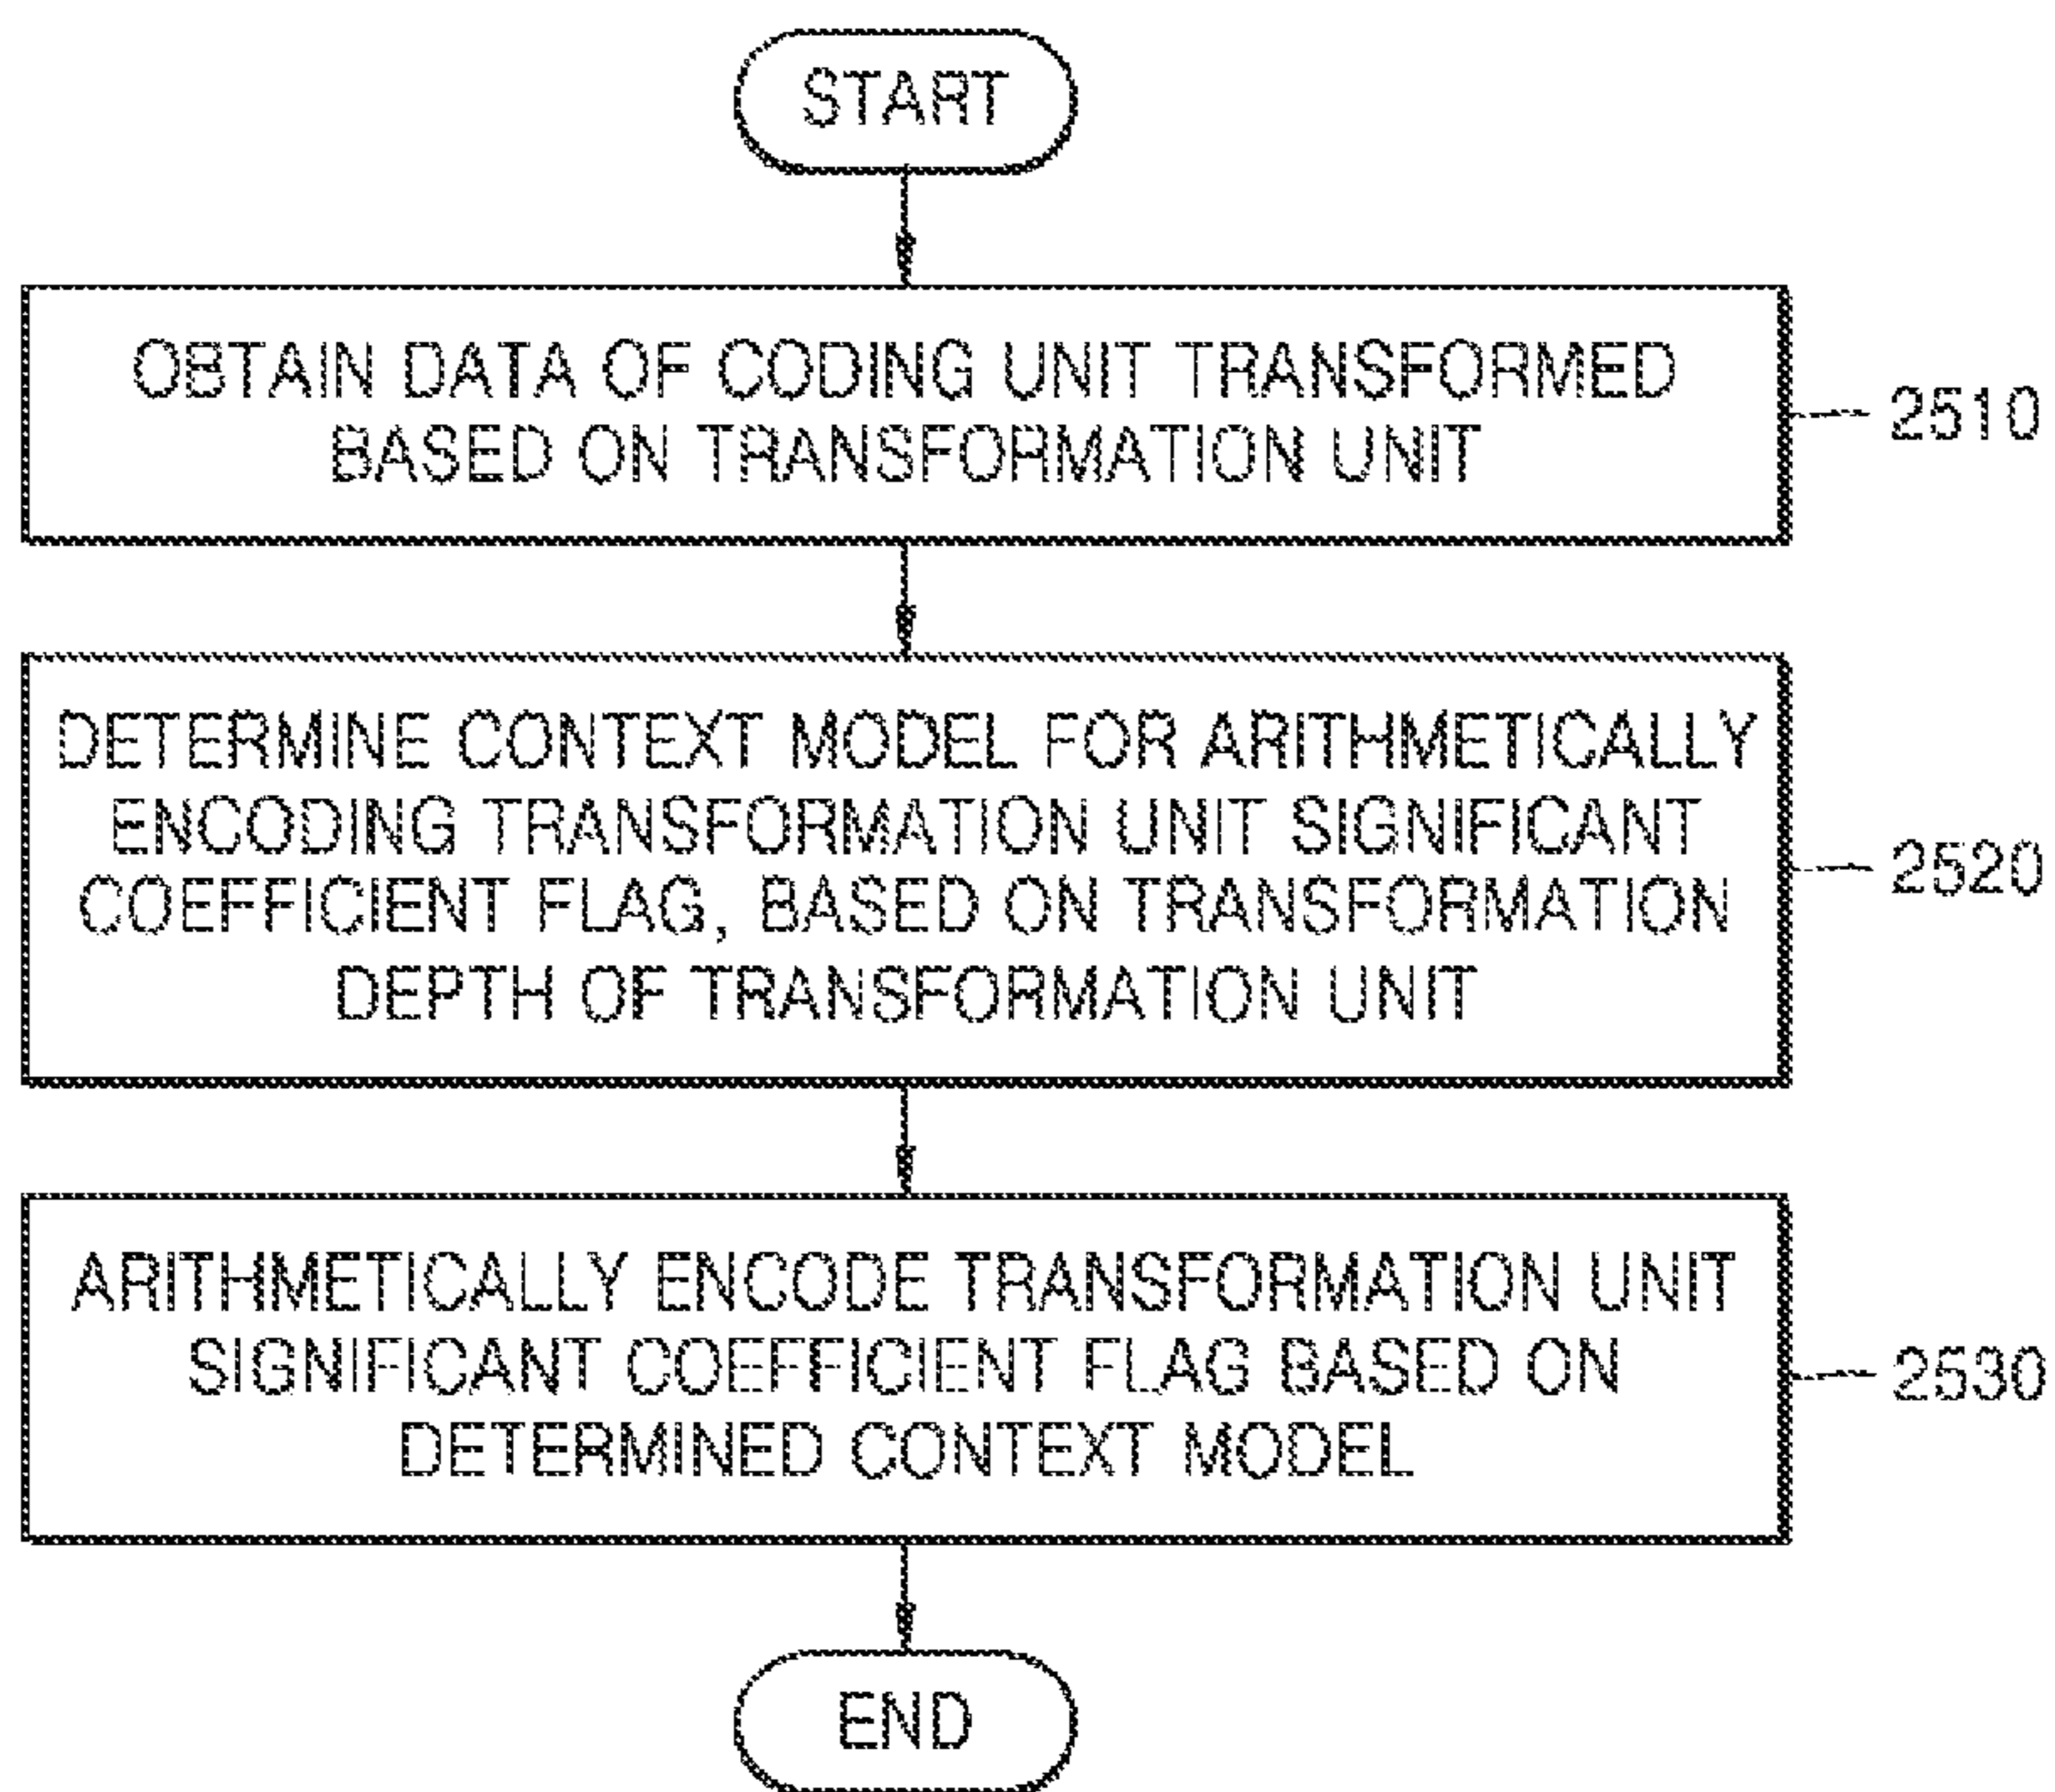 START
OBTAIN DATA OF CODING UNIT TRANSFORMED
BASED ON TRANSFORMATION UNIT
2510
DETERMINE CONTEXT MODEL FOR ARITHMETICALLY
ENCODING TRANSFORMATION UNIT SIGNIFICANT
COEFFICIENT FLAG, BASED ON TRANSFORMATION
DEPTH OF TRANSFORMATION UNIT
2520
ARITHMETICALLY ENCODE TRANSFORMATION UNIT
SIGNIFICANT COEFFICIENT FLAG BASED ON
DETERMINED CONTEXT MODEL
2530
END